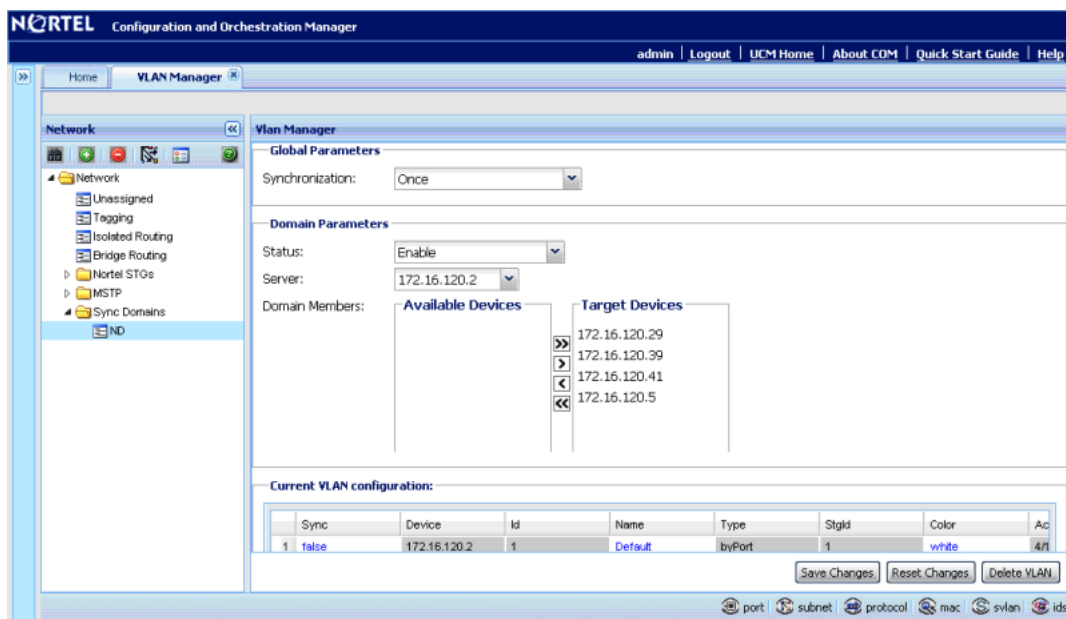 NORTEL Configuration and Orchestration Manager
admin | Logout | UCM Home | About COM | Quick Start Guide | Help
Home VLAN Manager
Network
Vlan Manager
Global Parameters
Synchronization: Once
Network
Unassigned
Tagging
Isolated Routing
Bridge Routing
Nortel STGs
MSTP
Sync Domains
ND
Domain Parameters
Status: Enable
Server: 172.16.120.2
Domain Members: Available Devices Target Devices
172.16.120.29
172.16.120.39
172.16.120.41
172.16.120.5
Current VLAN configuration:
Sync Device Id Name Type StgId Color Ac
1 false 172.16.120.2 1 Default byPort 1 white 4/1
Save Changes Reset Changes Delete VLAN
port subnet protocol mac svlan ids